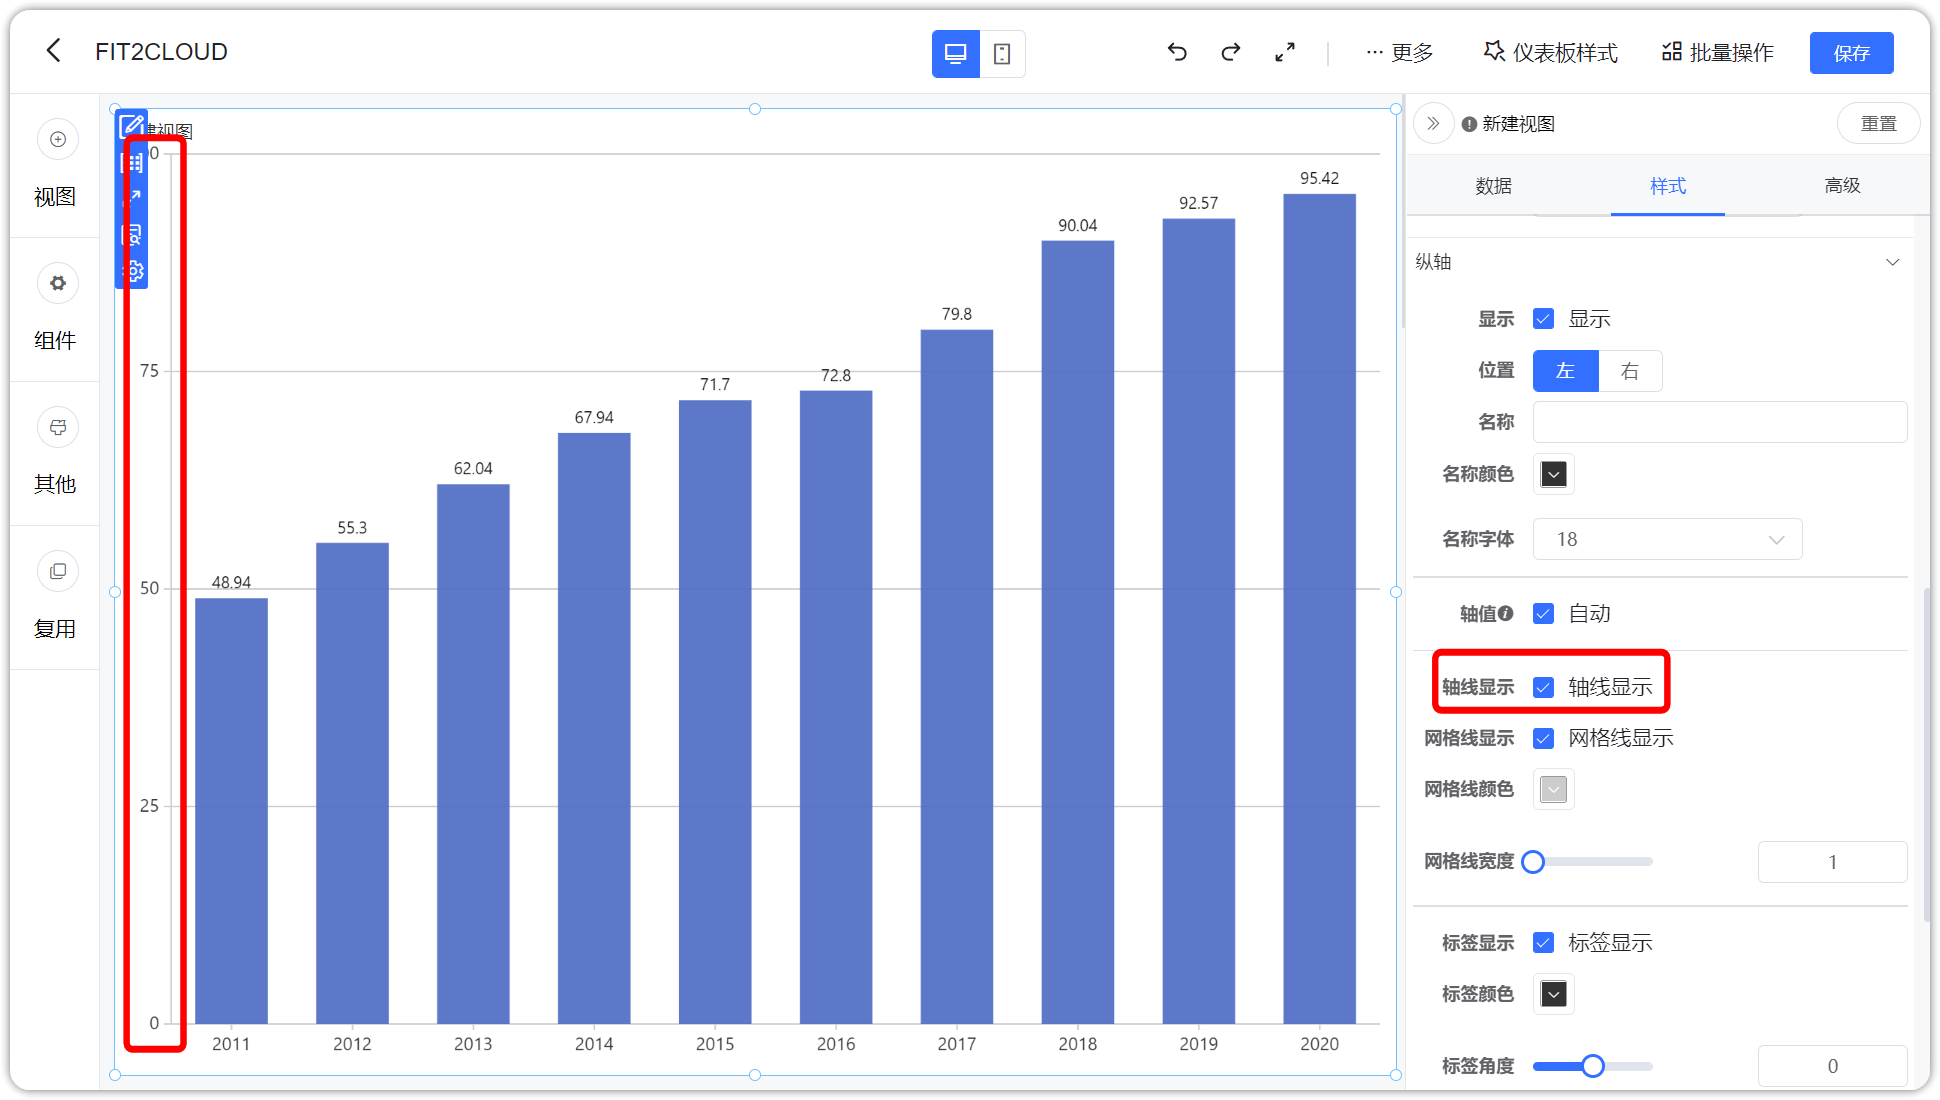 FIT2CLOUD
更多
仪表板样式
批量操作
保存
视图
组件
其他
复用
建视图
00
75
50
25
0
48.94
55.3
62.04
67.94
71.7
72.8
79.8
90.04
92.57
95.42
2011
2012
2013
2014
2015
2016
2017
2018
2019
2020
新建视图
重置
数据
样式
高级
纵轴
显示 显示
位置 左 右
名称
名称颜色
名称字体 18
轴值 自动
轴线显示 轴线显示
网格线显示 网格线显示
网格线颜色
网格线宽度 1
标签显示 标签显示
标签颜色
标签角度 0